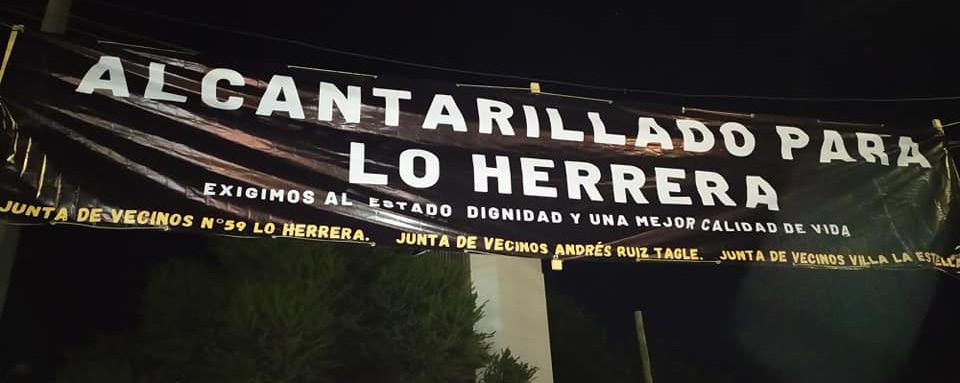 ALCANTARILLADO PARA
LO HERRERA
EXIGIMOS AL ESTADO DIGNIDAD Y UNA MEJOR CALIDAD DE VIDA
JUNTA DE VECINOS N°59 LO HERRERA. JUNTA DE VECINOS ANDRÉS RUIZ TAGLE. JUNTA DE VECINOS VILLA LA ESTELLA